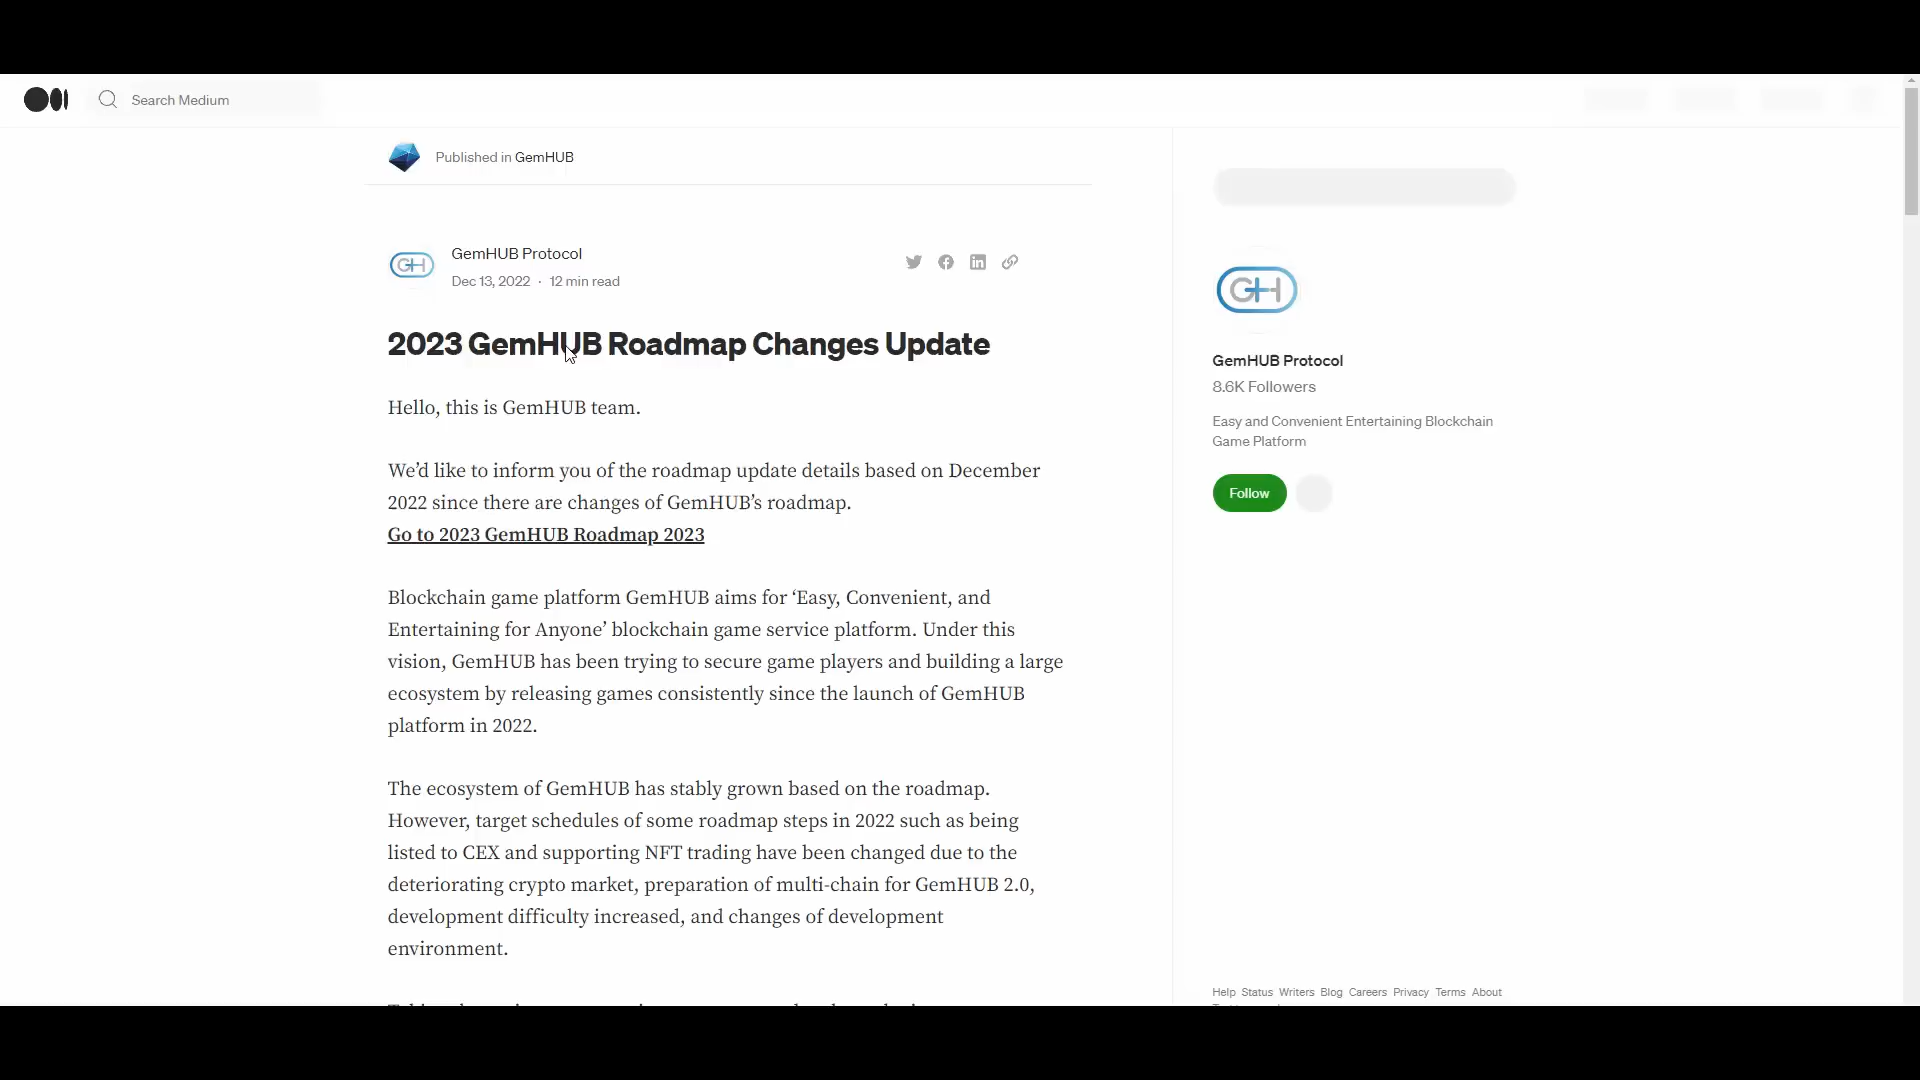 Search Medium
Published in GemHUB
GemHUB Protocol
Dec 13, 2022 · 12 min read
2023 GemHUB Roadmap Changes Update
Hello, this is GemHUB team.
We’d like to inform you of the roadmap update details based on December
2022 since there are changes of GemHUB’s roadmap.
Go to 2023 GemHUB Roadmap 2023
Blockchain game platform GemHUB aims for ‘Easy, Convenient, and
Entertaining for Anyone’ blockchain game service platform. Under this
vision, GemHUB has been trying to secure game players and building a large
ecosystem by releasing games consistently since the launch of GemHUB
platform in 2022.
The ecosystem of GemHUB has stably grown based on the roadmap.
However, target schedules of some roadmap steps in 2022 such as being
listed to CEX and supporting NFT trading have been changed due to the
deteriorating crypto market, preparation of multi-chain for GemHUB 2.0,
development difficulty increased, and changes of development
environment.
GH
GemHUB Protocol
8.6K Followers
Easy and Convenient Entertaining Blockchain
Game Platform
Follow
Help Status Writers Blog Careers Privacy Terms About